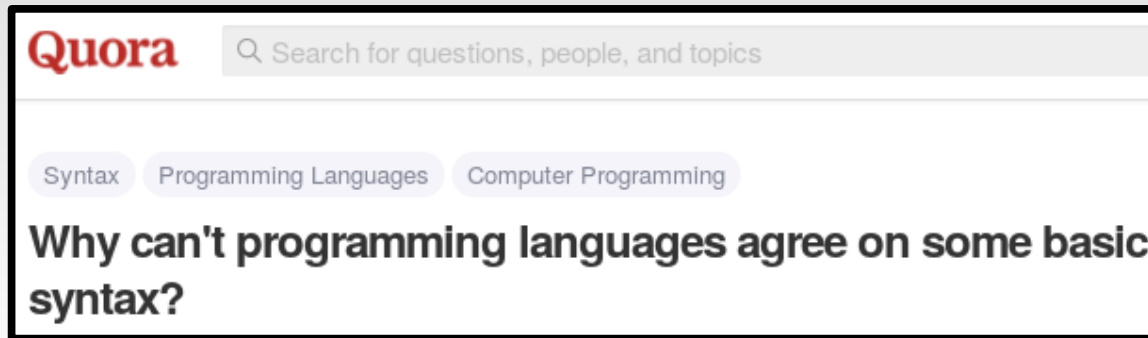 Quora
Search for questions, people, and topics
Syntax Programming Languages Computer Programming
Why can't programming languages agree on some basic
syntax?